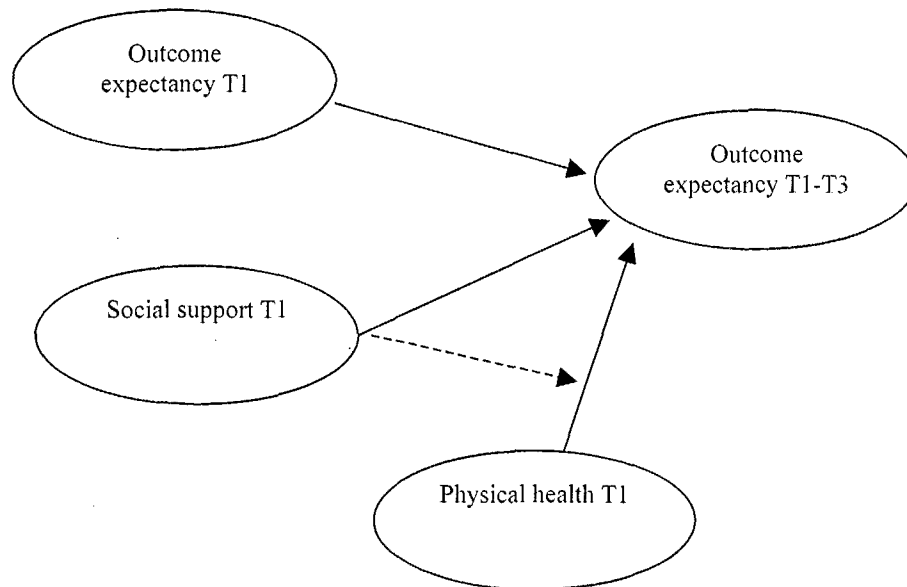 Outcome
expectancy T1
Outcome
expectancy T1-T3
Social support T1
Physical health T1